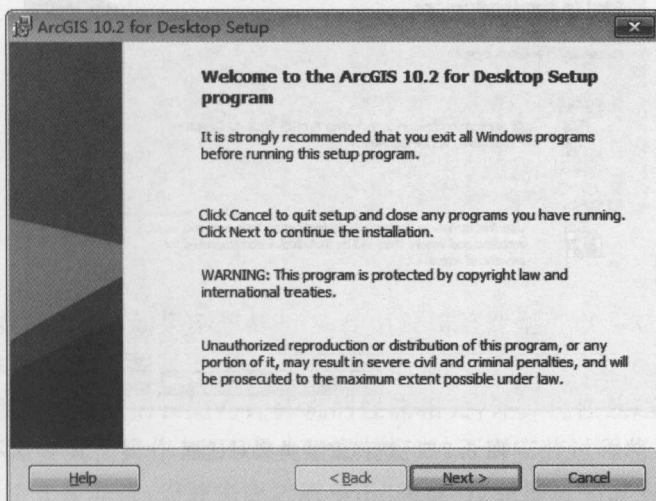 ArcGIS 10.2 for Desktop Setup
Welcome to the ArcGIS 10.2 for Desktop Setup
program
It is strongly recommended that you exit all Windows programs
before running this setup program.
Click Cancel to quit setup and close any programs you have running.
Click Next to continue the installation.
WARNING: This program is protected by copyright law and
international treaties.
Unauthorized reproduction or distribution of this program, or any
portion of it, may result in severe civil and criminal penalties, and will
be prosecuted to the maximum extent possible under law.
Help
< Back
Next >
Cancel